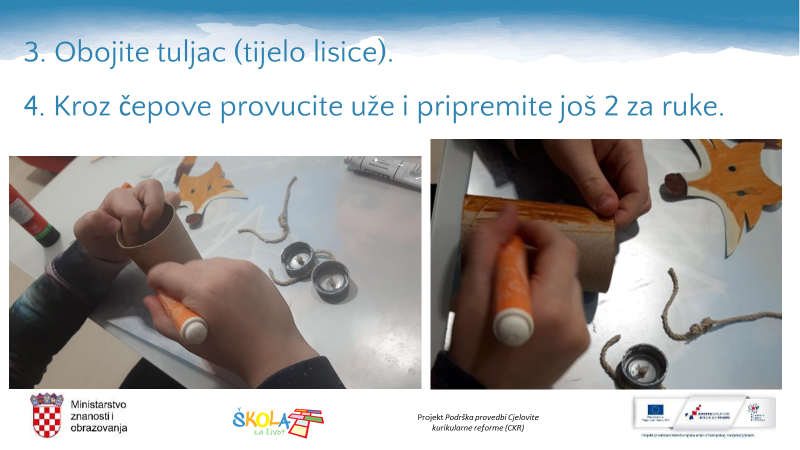 3. Obojite tuljac (tijelo lisice).
4. Kroz čepove provucite uže i pripremite još 2 za ruke.
Ministarstvo
znanosti i
obrazovanja
ŠKOLA
za život
Projekt Podrška provedbi Cjelovite
kurikularne reforme (CKR)